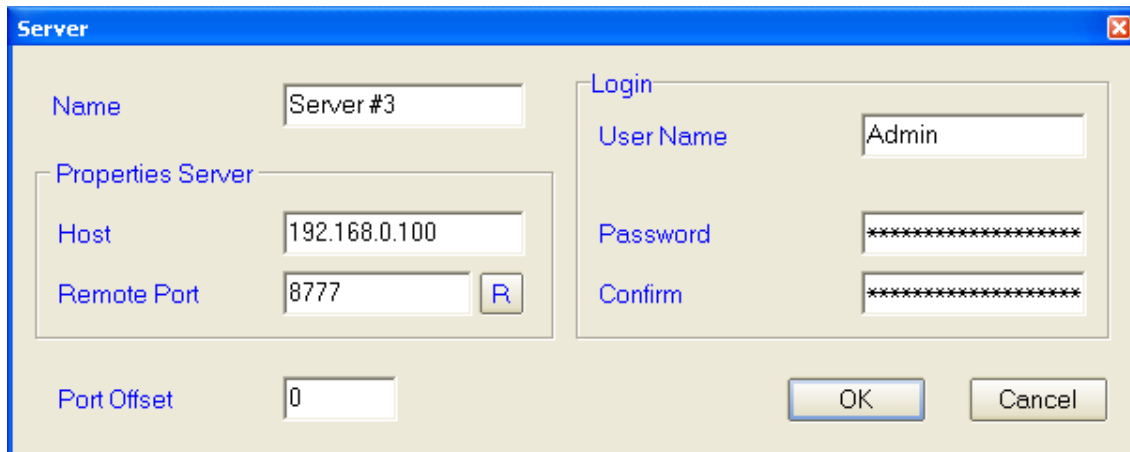 Server
Name Server #3
Properties Server
Host 192.168.0.100
Remote Port 8777 R
Port Offset 0
Login
User Name Admin
Password *******************
Confirm *******************
OK Cancel